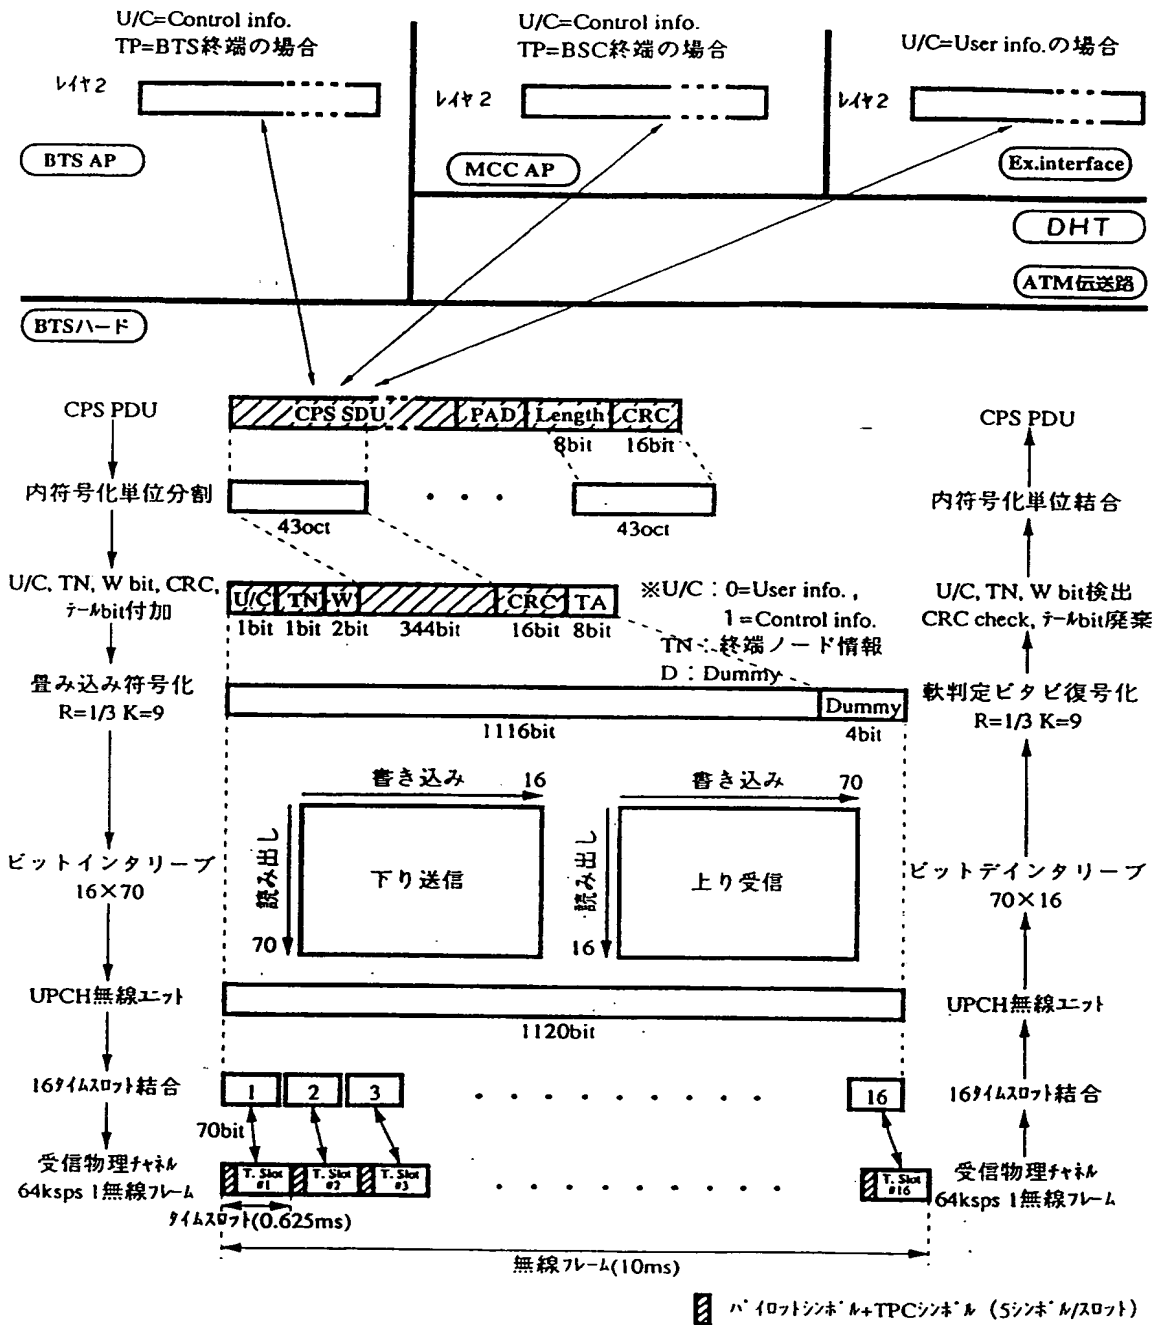 U/C=Control info.
TP=BTS終端の場合
U/C=Control info.
TP=BSC終端の場合
U/C=User info.の場合
レイヤ2
レイヤ2
レイヤ2
BTS AP
MCC AP
Ex.interface
DHT
ATM伝送路
BTSハード
CPS PDU
CPS SDU
PAD
Length
CRC
8bit
16bit
CPS PDU
内符号化単位分割
43oct
・・・
43oct
内符号化単位結合
U/C, TN, W bit, CRC,
テールbit付加
U/C
TN
W
CRC
TA
1bit
1bit
2bit
344bit
16bit
8bit
※U/C：0=User info.，
1=Control info.
TN：終端ノード情報
D：Dummy
U/C, TN, W bit検出
CRC check, テールbit廃棄
畳み込み符号化
R=1/3 K=9
Dummy
1116bit
4bit
軟判定ビタビ復号化
R=1/3 K=9
書き込み
16
読み出し
70
下り送信
書き込み
70
読み出し
16
上り受信
ビットインタリーブ
16×70
ビットデインタリーブ
70×16
UPCH無線ユニット
1120bit
UPCH無線ユニット
16タイムスロット結合
1
2
3
・・・・・・・・・
16
16タイムスロット結合
70bit
受信物理チャネル
64ksps 1無線フレーム
T. Slot
#1
T. Slot
#2
T. Slot
#3
・・・・・・・・・
T. Slot
#16
受信物理チャネル
64ksps 1無線フレーム
タイムスロット(0.625ms)
無線フレーム(10ms)
パイロットシンボル+TPCシンボル（5シンボル/スロット）